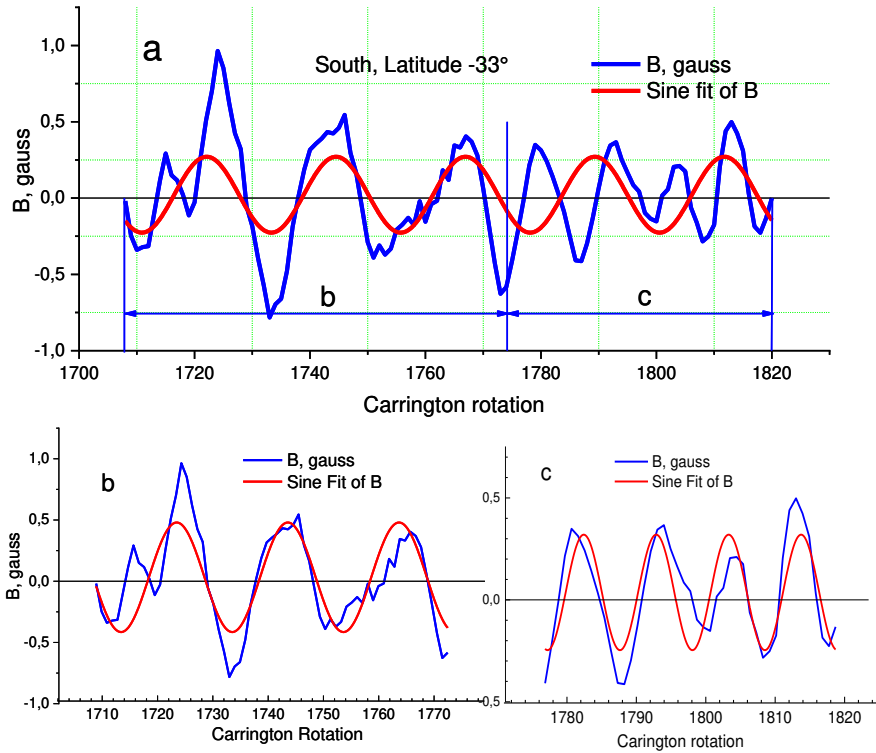 a
South, Latitude -33°
B, gauss
Sine fit of B
B, gauss
1,0
0,5
0,0
-0,5
-1,0
b
c
1700
1720
1740
1760
1780
1800
1820
Carrington rotation
b
B, gauss
Sine Fit of B
B, gauss
1,0
0,5
0,0
-0,5
-1,0
1710
1720
1730
1740
1750
1760
1770
Carrington Rotation
c
B, gauss
Sine Fit of B
0,5
0,0
-0,5
1780
1790
1800
1810
1820
Carington rotation